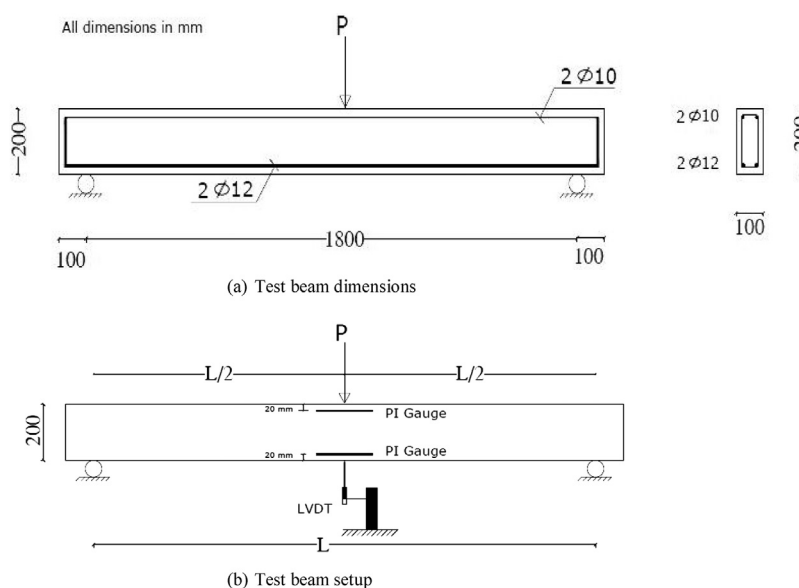 All dimensions in mm
P
2 Ø10
200
2 Ø12
100
1800
100
2 Ø10
2 Ø12
200
100
(a) Test beam dimensions
P
L/2
L/2
20 mm
PI Gauge
200
20 mm
PI Gauge
LVDT
L
(b) Test beam setup